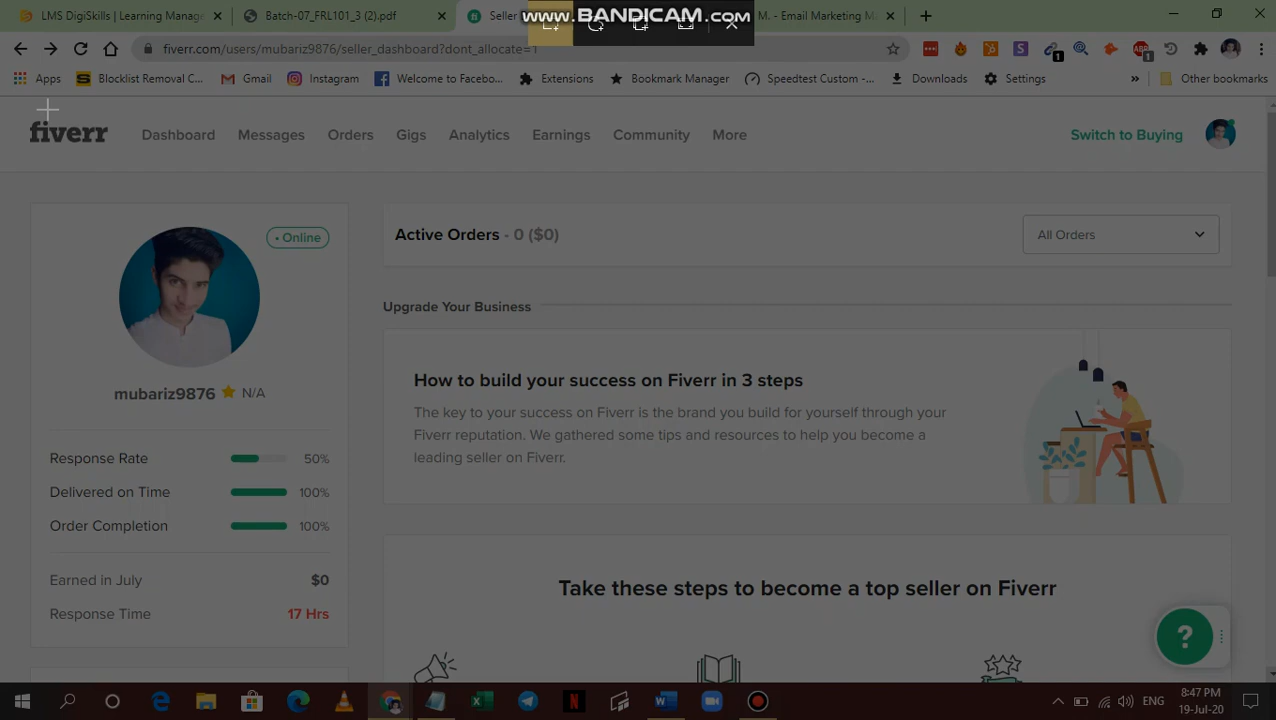 LMS DigiSkills | Learning Manage
Batch-07_FRL101_3 (2).pdf
Seller
WWW.BANDICAM.COM
M. - Email Marketing M
fiverr.com/users/mubariz9876/seller_dashboard?dont_allocate=1
Apps
Blocklist Removal C...
Gmail
Instagram
Welcome to Facebo...
Extensions
Bookmark Manager
Speedtest Custom -...
Downloads
Settings
Other bookmarks
fiverr
Dashboard
Messages
Orders
Gigs
Analytics
Earnings
Community
More
Switch to Buying
• Online
mubariz9876 N/A
Response Rate 50%
Delivered on Time 100%
Order Completion 100%
Earned in July $0
Response Time 17 Hrs
Active Orders - 0 ($0)
All Orders
Upgrade Your Business
How to build your success on Fiverr in 3 steps
The key to your success on Fiverr is the brand you build for yourself through your
Fiverr reputation. We gathered some tips and resources to help you become a
leading seller on Fiverr.
Take these steps to become a top seller on Fiverr
?
ENG
8:47 PM
19-Jul-20